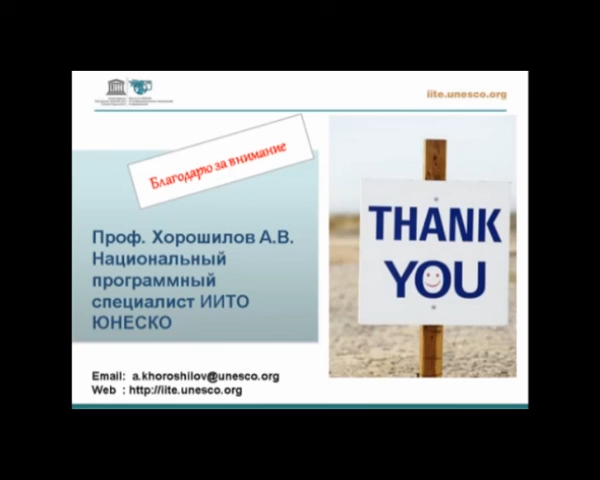 iite.unesco.org
Благодарю за внимание
Проф. Хорошилов А.В.
Национальный
программный
специалист ИИТО
ЮНЕСКО
THANK
YOU
Email: a.khoroshilov@unesco.org
Web : http://iite.unesco.org